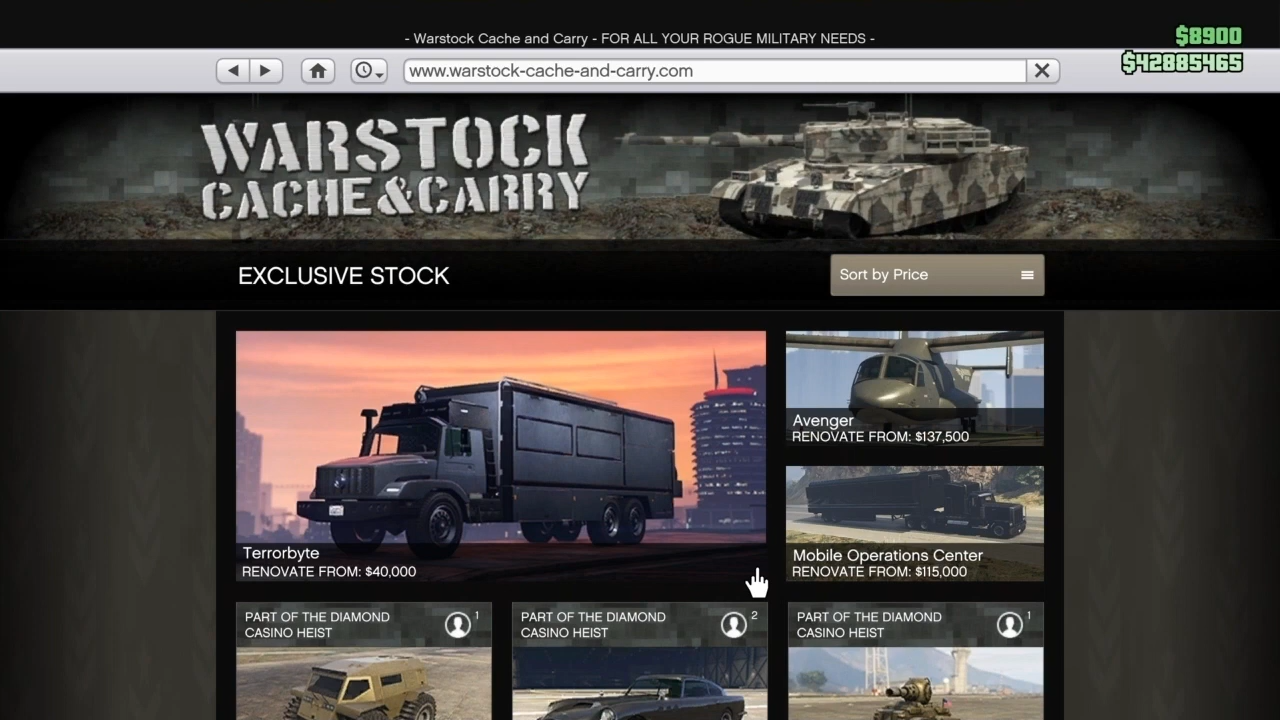 - Warstock Cache and Carry - FOR ALL YOUR ROGUE MILITARY NEEDS -
$8900
$42885465
www.warstock-cache-and-carry.com
WARSTOCK
CACHE&CARRY
EXCLUSIVE STOCK
Sort by Price
Terrorbyte
RENOVATE FROM: $40,000
Avenger
RENOVATE FROM: $137,500
Mobile Operations Center
RENOVATE FROM: $115,000
PART OF THE DIAMOND
CASINO HEIST
1
PART OF THE DIAMOND
CASINO HEIST
2
PART OF THE DIAMOND
CASINO HEIST
1